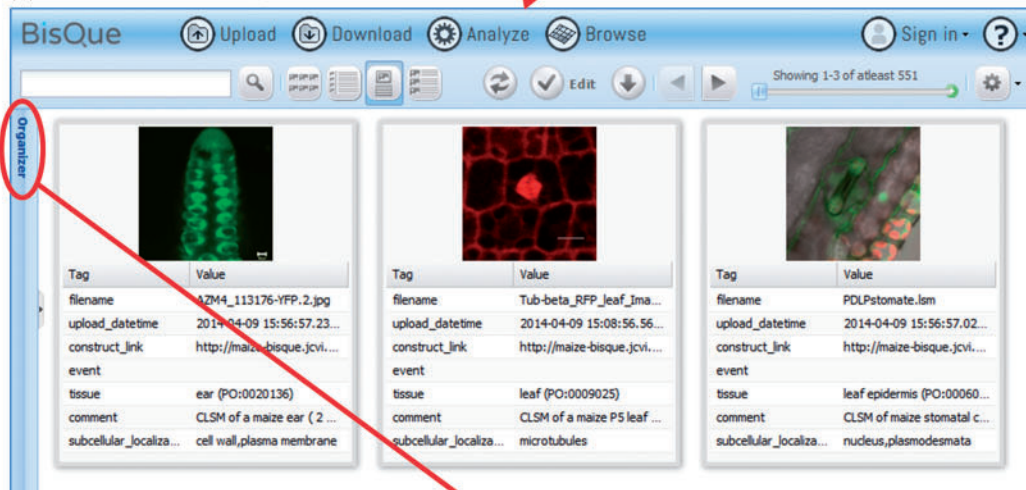 BisQue Upload Download Analyze Browse Sign in ?
Edit Showing 1-3 of atleast 551
Organizer
Tag Value
filename AZM4_113176-YFP.2.jpg
upload_datetime 2014-04-09 15:56:57.23...
construct_link http://maize-bisque.jcvi....
event
tissue ear (PO:0020136)
comment CLSM of a maize ear ( 2 ...
subcellular_localiza... cell wall,plasma membrane
Tag Value
filename Tub-beta_RFP_leaf_Ima...
upload_datetime 2014-04-09 15:08:56.56...
construct_link http://maize-bisque.jcvi....
event
tissue leaf (PO:0009025)
comment CLSM of a maize P5 leaf ...
subcellular_localiza... microtubules
Tag Value
filename PDLPstomate.lsm
upload_datetime 2014-04-09 15:56:57.02...
construct_link http://maize-bisque.jcvi....
event
tissue leaf epidermis (PO:00060...
comment CLSM of maize stomatal c...
subcellular_localiza... nucleus,plasmodesmata